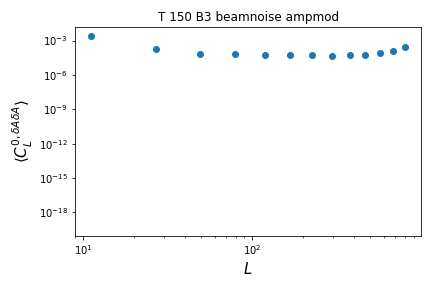 T 150 B3 beamnoise ampmod
⟨C_L^{0, δAδA}⟩
10^{-3}
10^{-6}
10^{-9}
10^{-12}
10^{-15}
10^{-18}
10^1
10^2
L